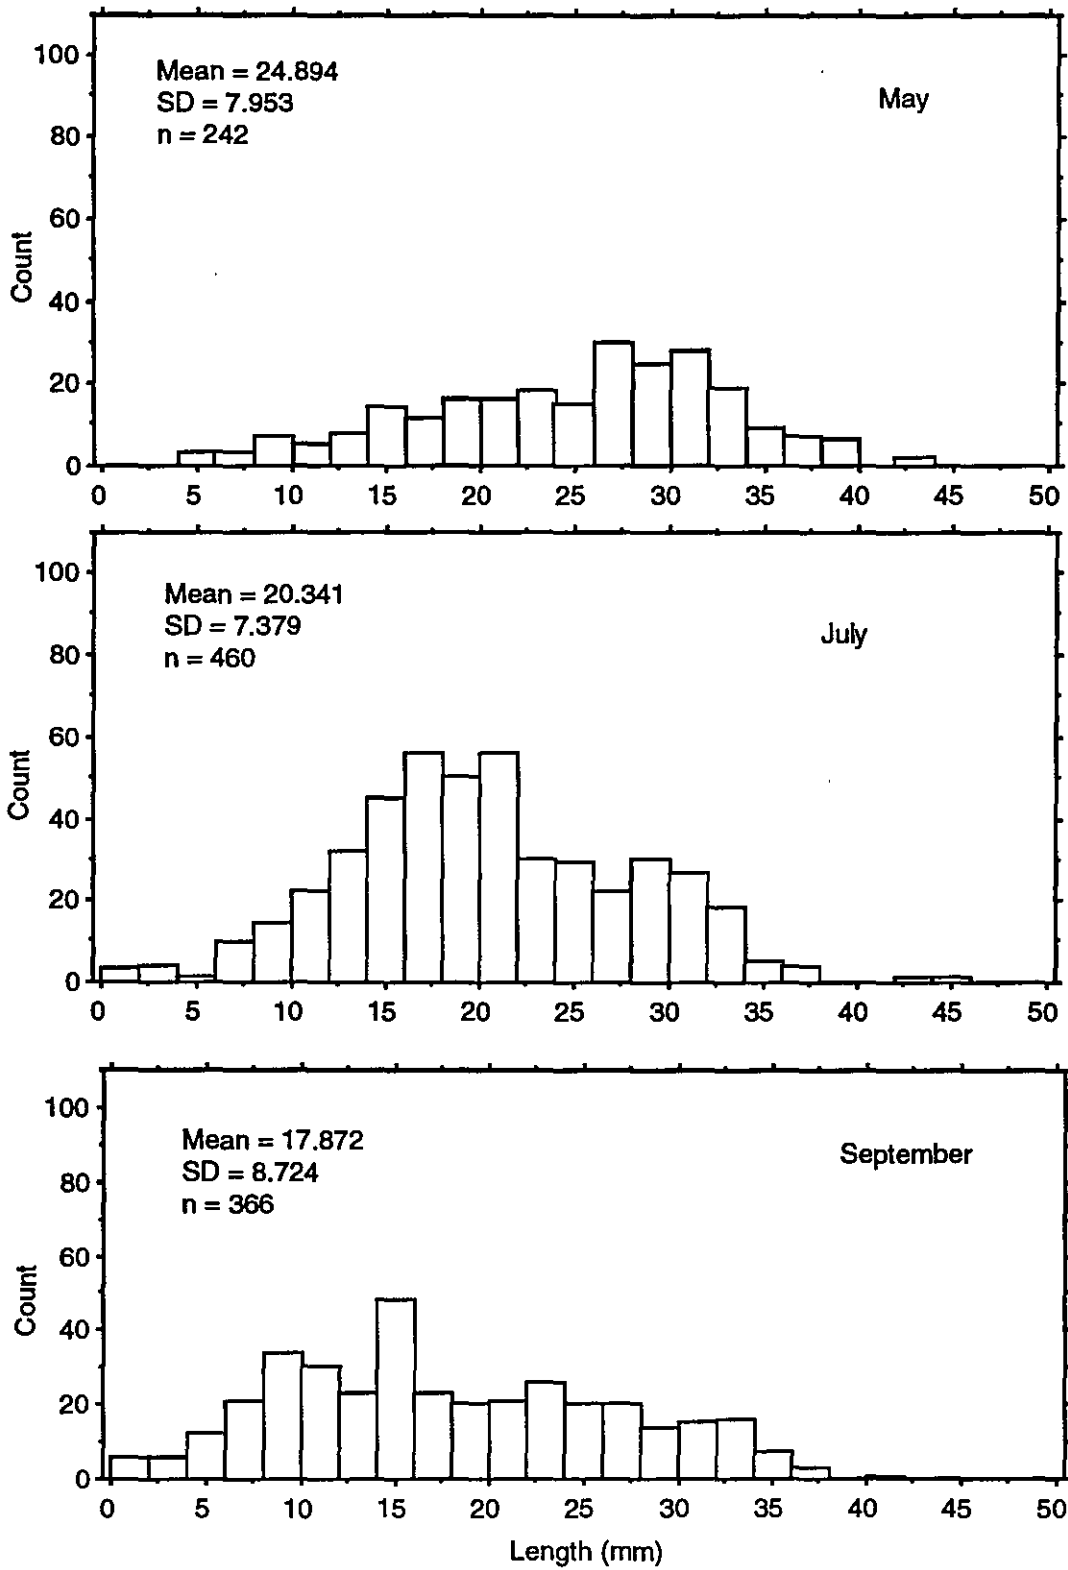 100
Mean = 24.894
SD = 7.953
n = 242
May
80
60
Count
40
20
0
0 5 10 15 20 25 30 35 40 45 50
100
Mean = 20.341
SD = 7.379
n = 460
July
80
60
Count
40
20
0
0 5 10 15 20 25 30 35 40 45 50
100
Mean = 17.872
SD = 8.724
n = 366
September
80
60
Count
40
20
0
0 5 10 15 20 25 30 35 40 45 50
Length (mm)